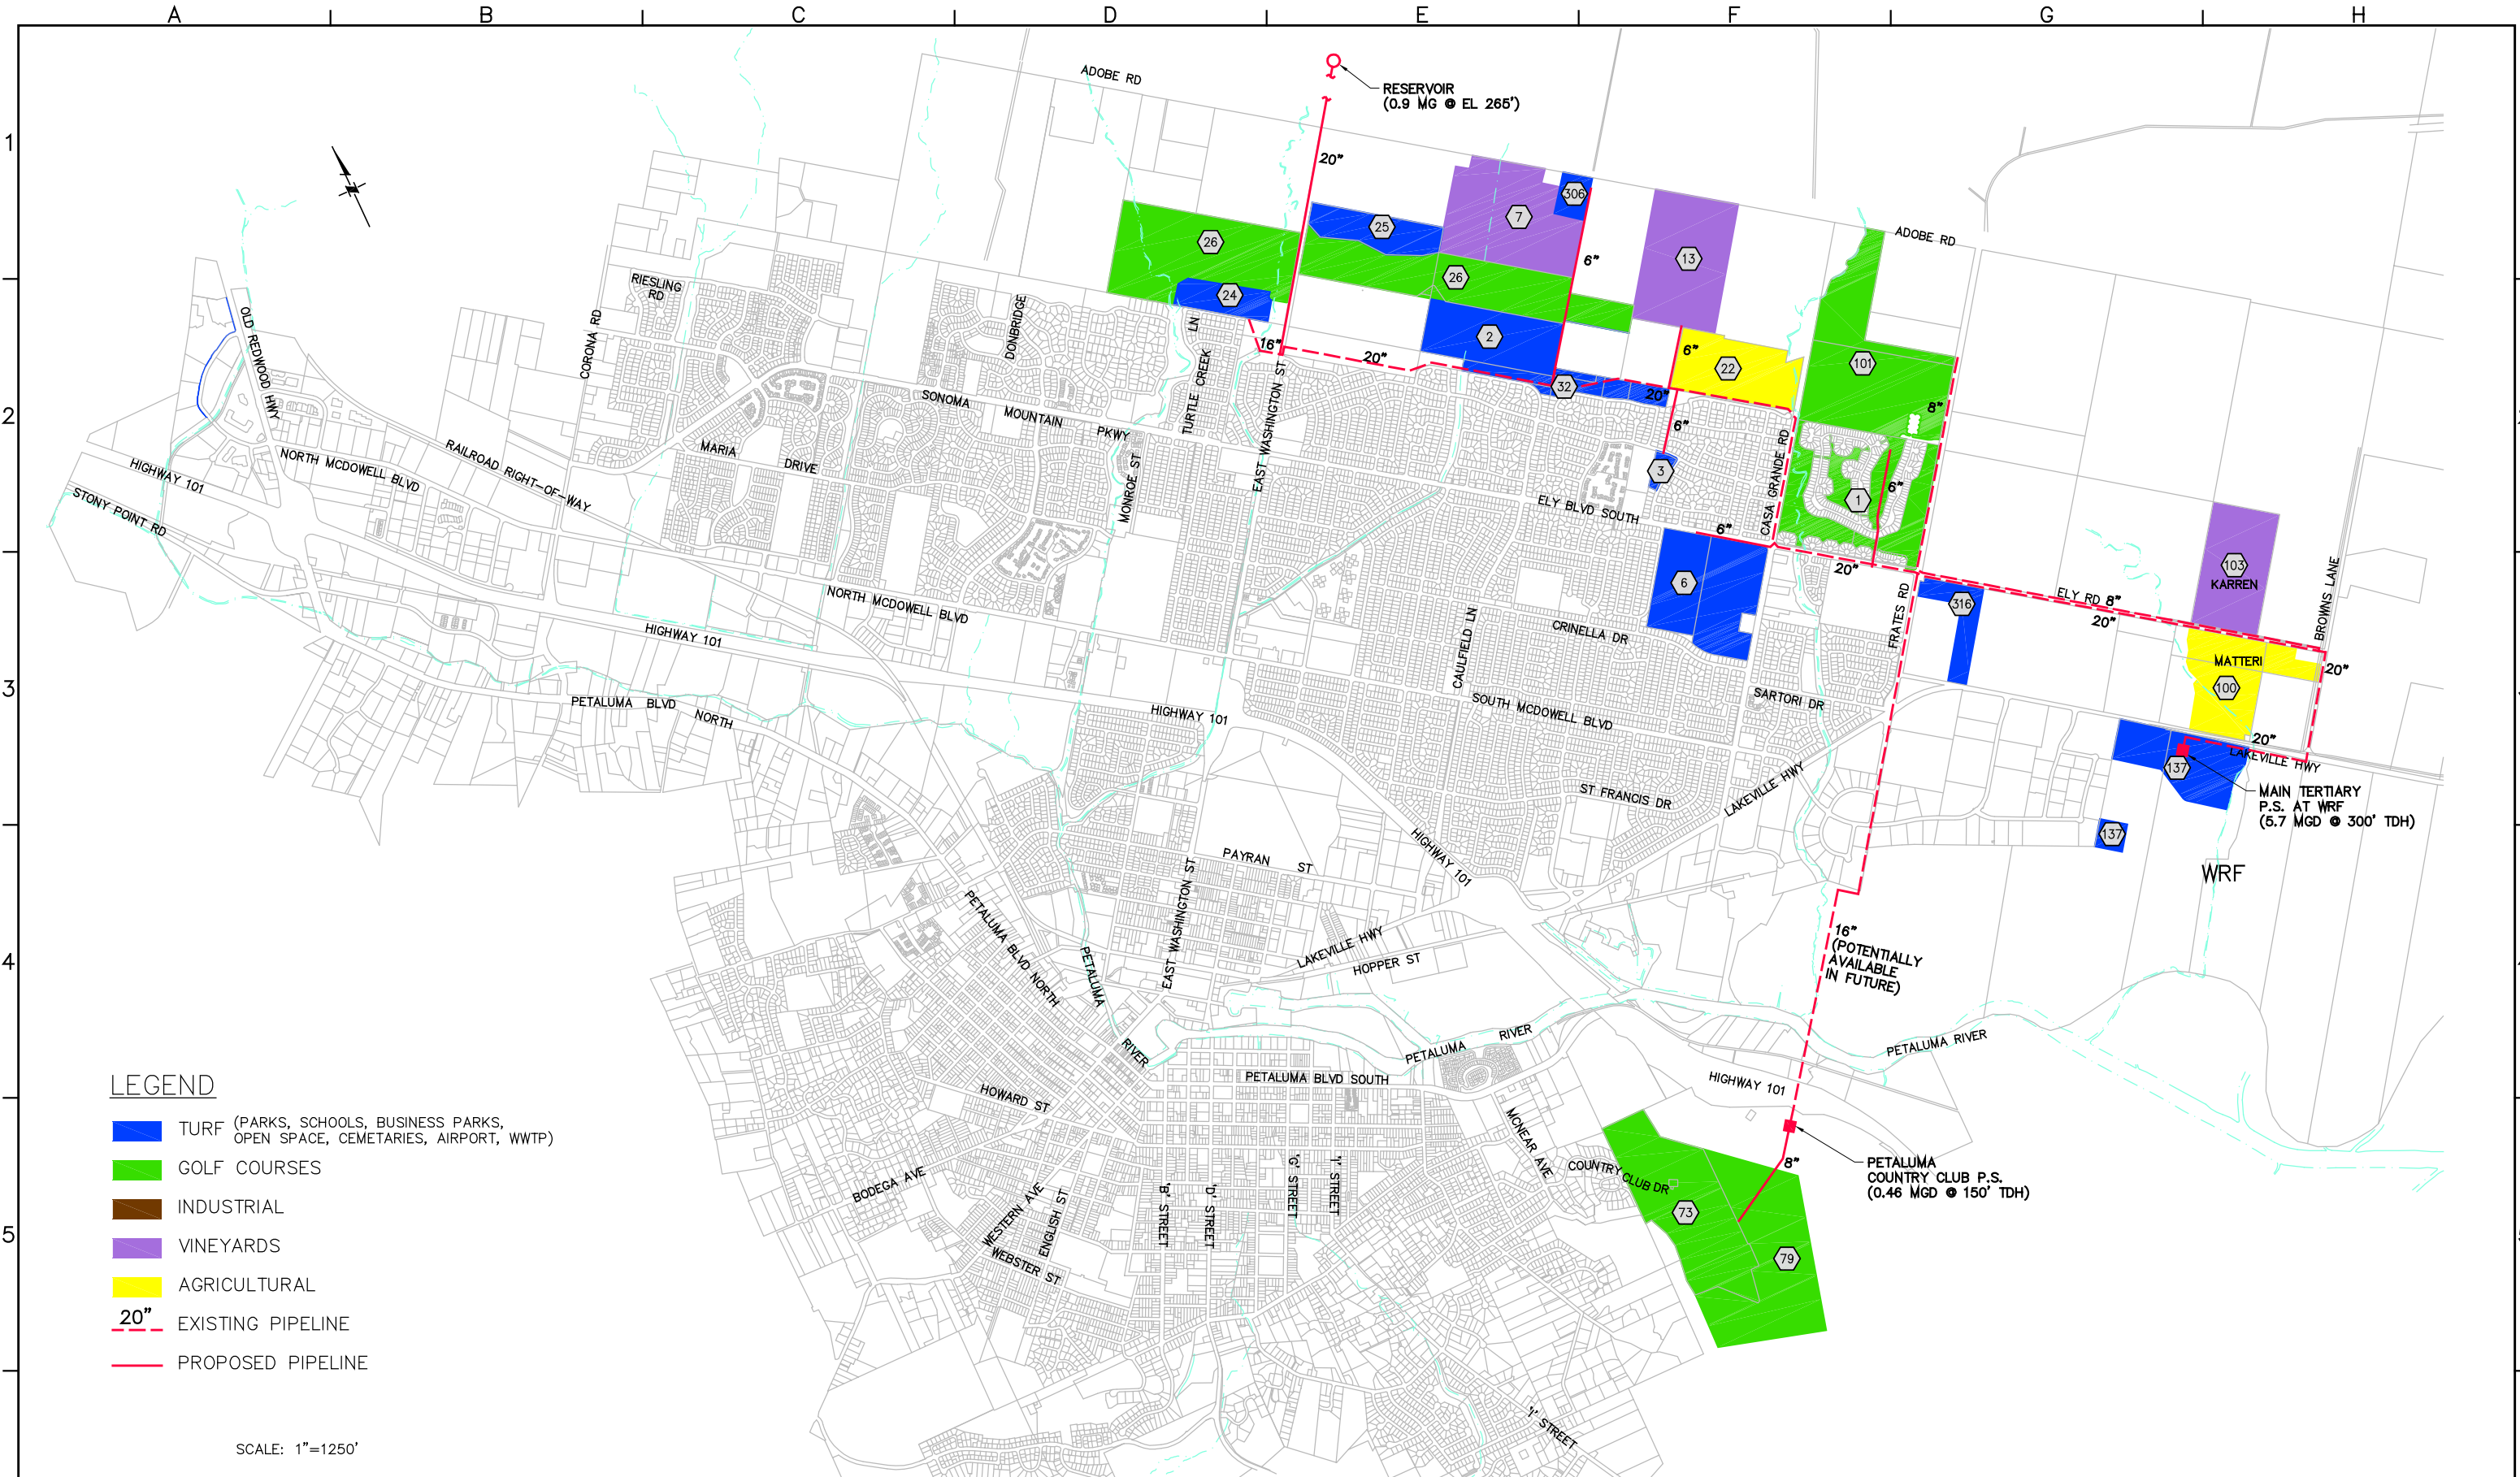 A B C D E F G H
1
2
3
4
5
ADOBE RD
RESERVOIR
(0.9 MG @ EL 265')
20"
306
7
25
26
13
6"
ADOBE RD
26
24
2
16"
20"
6"
22
101
32
20"
8"
6"
3
6"
1
RIESLING
RD
OLD REDWOOD HWY
CORONA RD
DONBRIDGE
TURTLE CREEK
LN
EAST WASHINGTON ST
SONOMA MOUNTAIN PKWY
MARIA DRIVE
MONROE ST
CASA GRANDE RD
RAILROAD RIGHT-OF-WAY
NORTH MCDOWELL BLVD
HIGHWAY 101
STONY POINT RD
ELY BLVD SOUTH
6"
20"
6
103
KARREN
BROWNS LANE
ELY RD 8"
20"
316
FRATES RD
NORTH MCDOWELL BLVD
HIGHWAY 101
CRINELLA DR
CAULFIELD LN
MATTERI
20"
100
PETALUMA BLVD NORTH
HIGHWAY 101
SARTORI DR
SOUTH MCDOWELL BLVD
20"
LAKEVILLE HWY
137
MAIN TERTIARY
P.S. AT WRF
(5.7 MGD @ 300' TDH)
ST FRANCIS DR
LAKEVILLE HWY
137
WRF
HIGHWAY 101
PAYRAN ST
EAST WASHINGTON ST
PETALUMA BLVD NORTH
PETALUMA
RIVER
LAKEVILLE HWY
HOPPER ST
16"
(POTENTIALLY
AVAILABLE
IN FUTURE)
PETALUMA RIVER
PETALUMA RIVER
PETALUMA BLVD SOUTH
HIGHWAY 101
HOWARD ST
MCNEAR AVE
COUNTRY CLUB DR
8"
PETALUMA
COUNTRY CLUB P.S.
(0.46 MGD @ 150' TDH)
73
79
BODEGA AVE
WESTERN AVE
ENGLISH ST
WEBSTER ST
'B' STREET
'D' STREET
'G' STREET
'I' STREET
'I' STREET
LEGEND
TURF (PARKS, SCHOOLS, BUSINESS PARKS,
OPEN SPACE, CEMETARIES, AIRPORT, WWTP)
GOLF COURSES
INDUSTRIAL
VINEYARDS
AGRICULTURAL
20" EXISTING PIPELINE
PROPOSED PIPELINE
SCALE: 1"=1250'